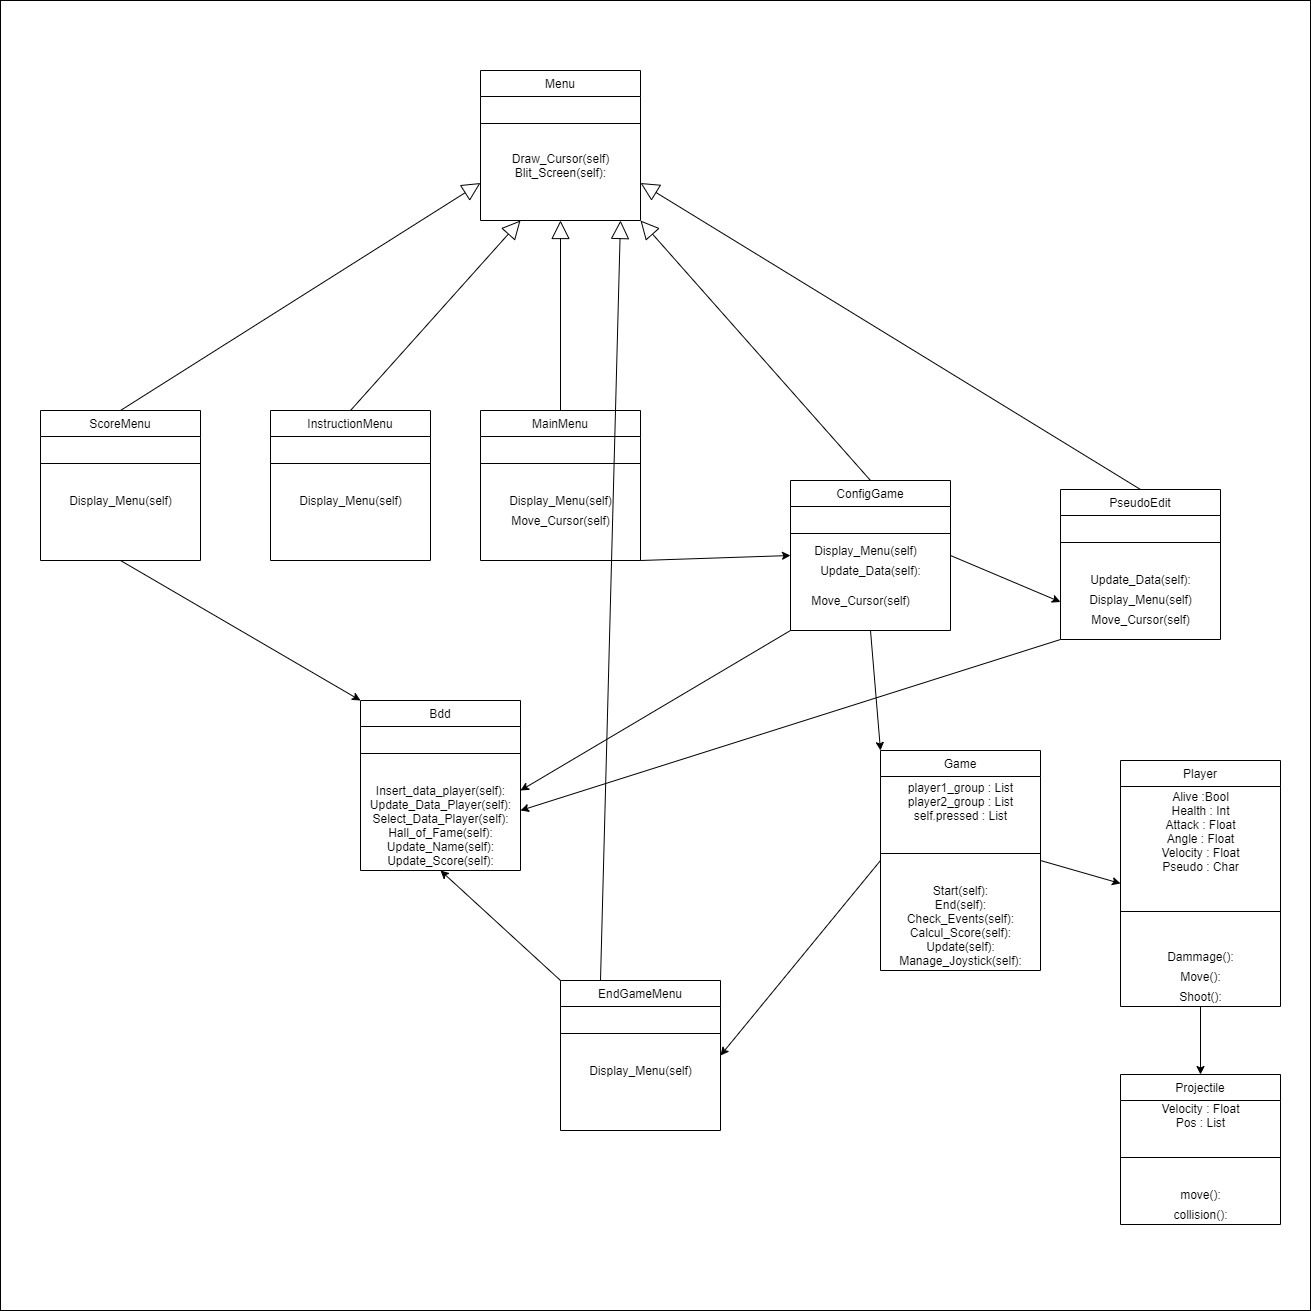 Menu
Draw_Cursor(self)
Blit_Screen(self):
ScoreMenu
Display_Menu(self)
InstructionMenu
Display_Menu(self)
MainMenu
Display_Menu(self)
Move_Cursor(self)
ConfigGame
Display_Menu(self)
Update_Data(self):
Move_Cursor(self)
PseudoEdit
Update_Data(self):
Display_Menu(self)
Move_Cursor(self)
Bdd
Insert_data_player(self):
Update_Data_Player(self):
Select_Data_Player(self):
Hall_of_Fame(self):
Update_Name(self):
Update_Score(self):
Game
player1_group : List
player2_group : List
self.pressed : List
Start(self):
End(self):
Check_Events(self):
Calcul_Score(self):
Update(self):
Manage_Joystick(self):
Player
Alive :Bool
Health : Int
Attack : Float
Angle : Float
Velocity : Float
Pseudo : Char
Dammage():
Move():
Shoot():
EndGameMenu
Display_Menu(self)
Projectile
Velocity : Float
Pos : List
move():
collision():